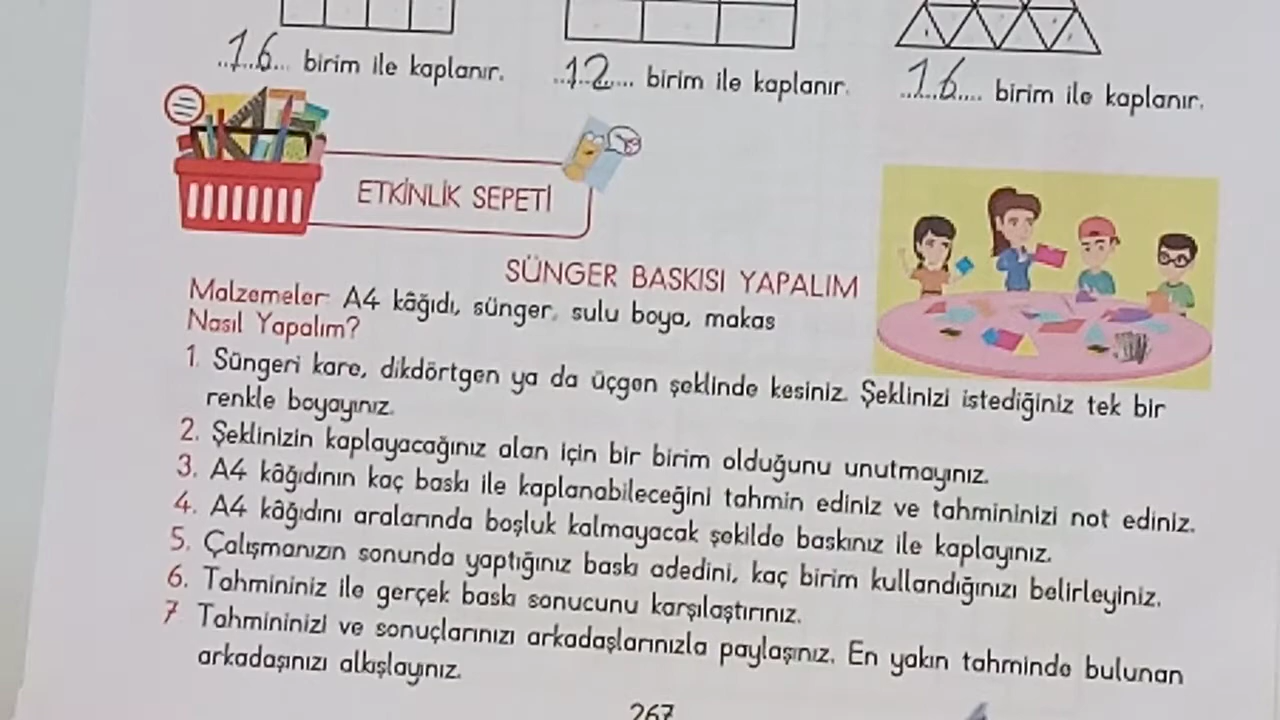 16 birim ile kaplanır.
12 birim ile kaplanır.
16 birim ile kaplanır.
ETKİNLİK SEPETİ
SÜNGER BASKISI YAPALIM
Malzemeler: A4 kâğıdı, sünger, sulu boya, makas
Nasıl Yapalım?
1. Süngeri kare, dikdörtgen ya da üçgen şeklinde kesiniz. Şeklinizi istediğiniz tek bir
renkle boyayınız.
2. Şeklinizin kaplayacağınız alan için bir birim olduğunu unutmayınız.
3. A4 kâğıdının kaç baskı ile kaplanabileceğini tahmin ediniz ve tahmininizi not ediniz.
4. A4 kâğıdını aralarında boşluk kalmayacak şekilde baskınız ile kaplayınız.
5. Çalışmanızın sonunda yaptığınız baskı adedini, kaç birim kullandığınızı belirleyiniz.
6. Tahmininiz ile gerçek baskı sonucunu karşılaştırınız.
7 Tahmininizi ve sonuçlarınızı arkadaşlarınızla paylaşınız. En yakın tahminde bulunan
arkadaşınızı alkışlayınız.
267